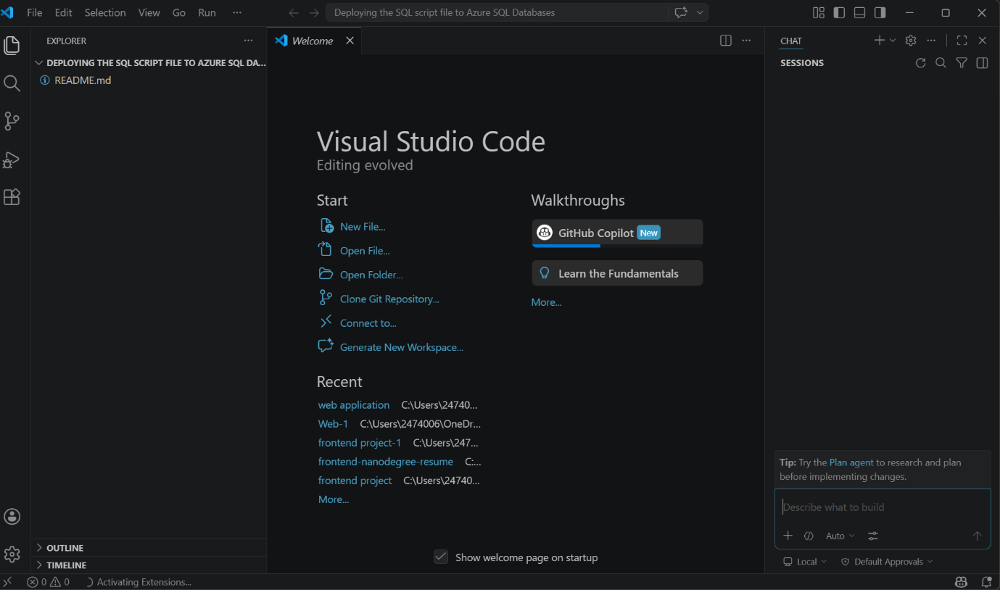 File Edit Selection View Go Run ···
Deploying the SQL script file to Azure SQL Databases
EXPLORER ···
DEPLOYING THE SQL SCRIPT FILE TO AZURE SQL DA...
README.md
OUTLINE
TIMELINE
Welcome
Visual Studio Code
Editing evolved
Start
New File...
Open File...
Open Folder...
Clone Git Repository...
Connect to...
Generate New Workspace...
Recent
web application C:\Users\24740...
Web-1 C:\Users\2474006\OneDr...
frontend project-1 C:\Users\247...
frontend-nanodegree-resume C:...
frontend project C:\Users\24740...
More...
Walkthroughs
GitHub Copilot New
Learn the Fundamentals
More...
Show welcome page on startup
CHAT
SESSIONS
Tip: Try the Plan agent to research and plan
before implementing changes.
Describe what to build
Auto
Local Default Approvals
0 0 Activating Extensions...